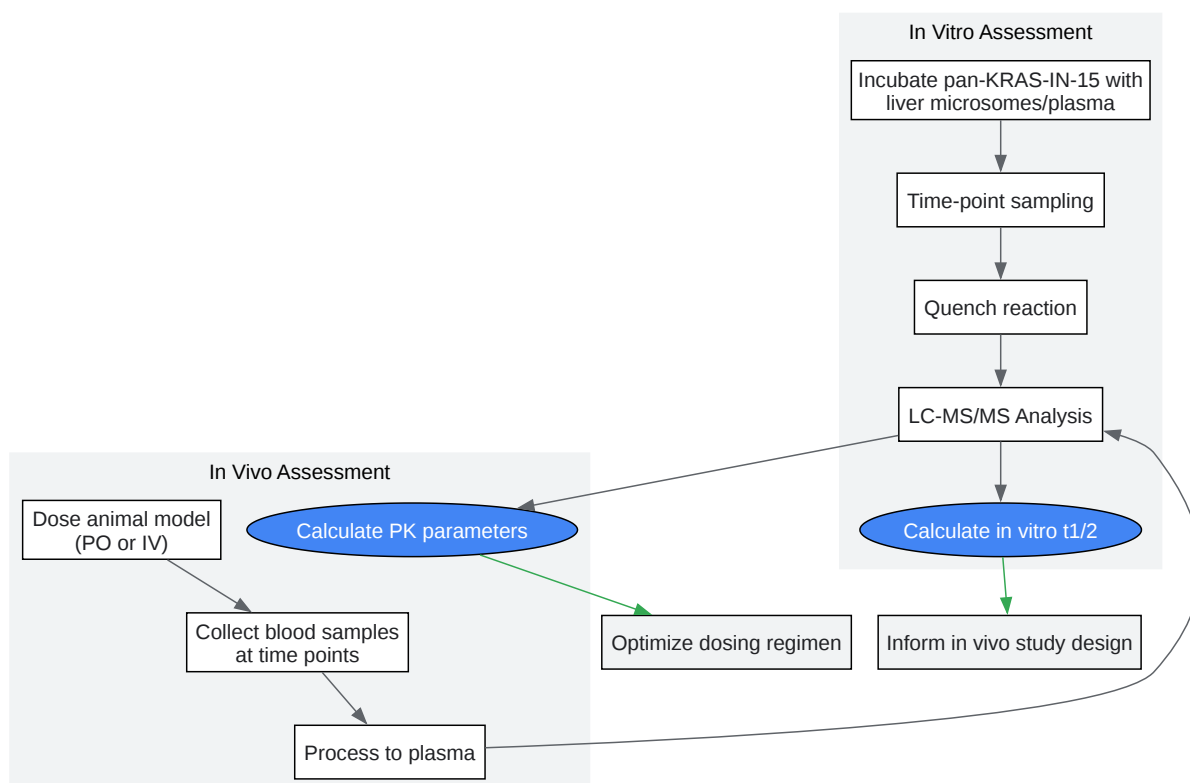 In Vitro Assessment
Incubate pan-KRAS-IN-15 with
liver microsomes/plasma
Time-point sampling
Quench reaction
LC-MS/MS Analysis
In Vivo Assessment
Dose animal model
(PO or IV)
Calculate PK parameters
Calculate in vitro t1/2
Collect blood samples
at time points
Optimize dosing regimen
Inform in vivo study design
Process to plasma